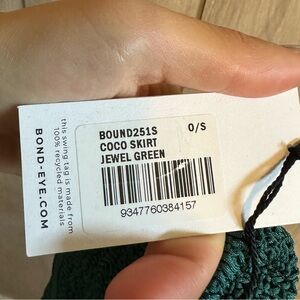 BOUND251S O/S
COCO SKIRT
JEWEL GREEN
9347760384157
this swing tag is made from
100% recycled materials
BOND-EYE.COM